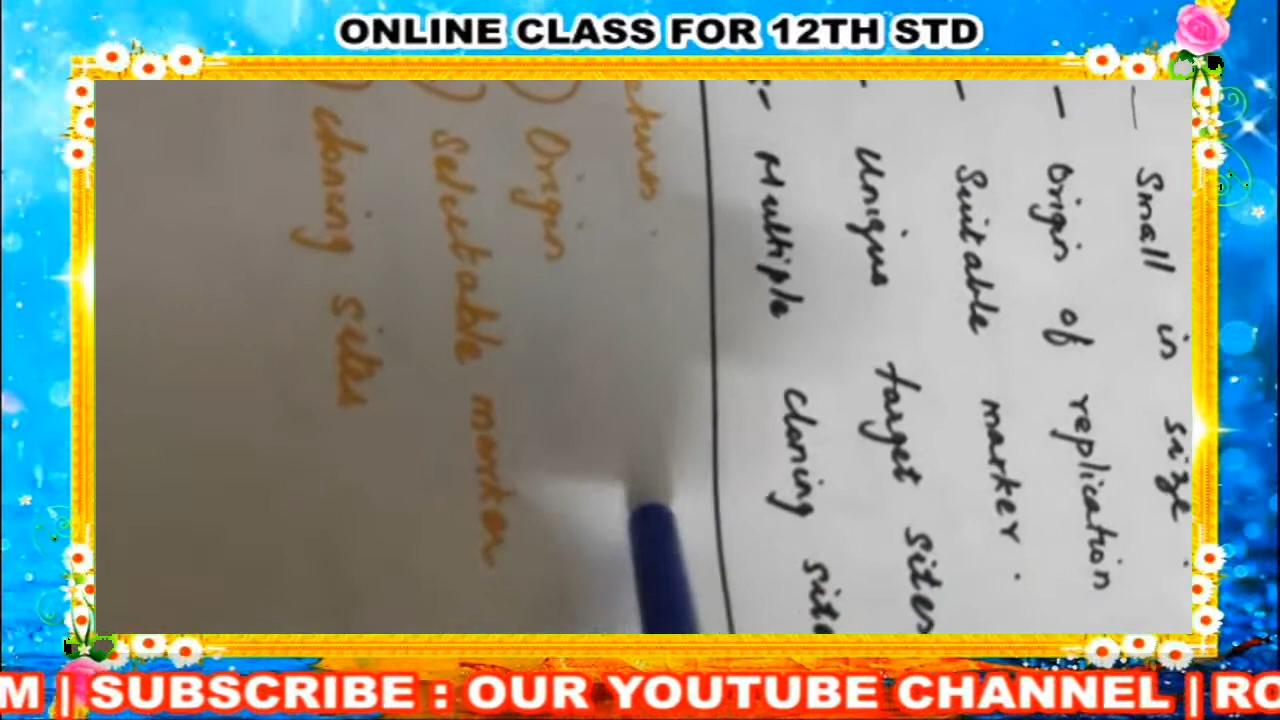 ONLINE CLASS FOR 12TH STD
- Small in size.
- Origin of replication
- Suitable marker.
- Unique target sites
- Multiple cloning site
Origin
Selectable marker
cloning sites
M | SUBSCRIBE : OUR YOUTUBE CHANNEL | RO